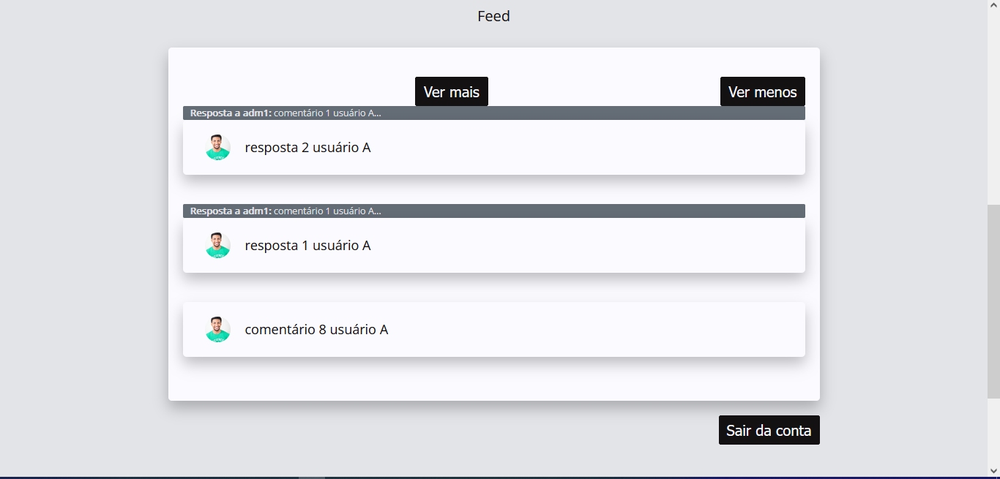 Feed
Ver mais
Ver menos
Resposta a adm1: comentário 1 usuário A...
resposta 2 usuário A
Resposta a adm1: comentário 1 usuário A...
resposta 1 usuário A
comentário 8 usuário A
Sair da conta